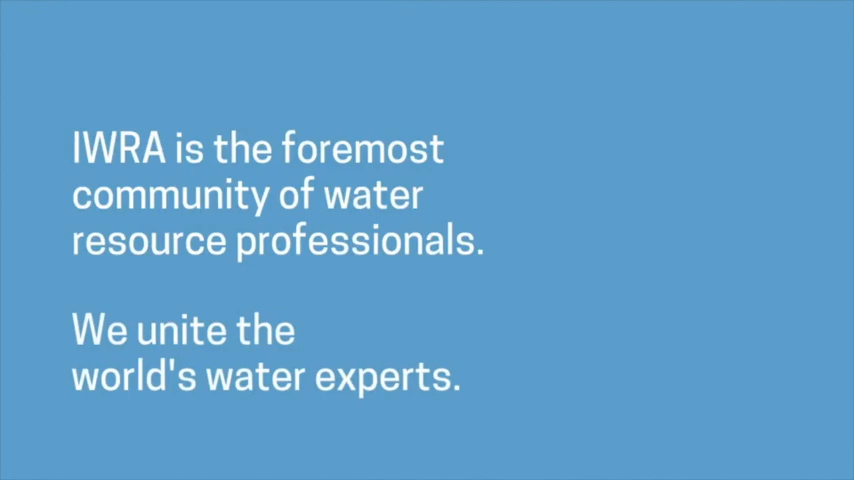 IWRA is the foremost
community of water
resource professionals.
We unite the
world's water experts.